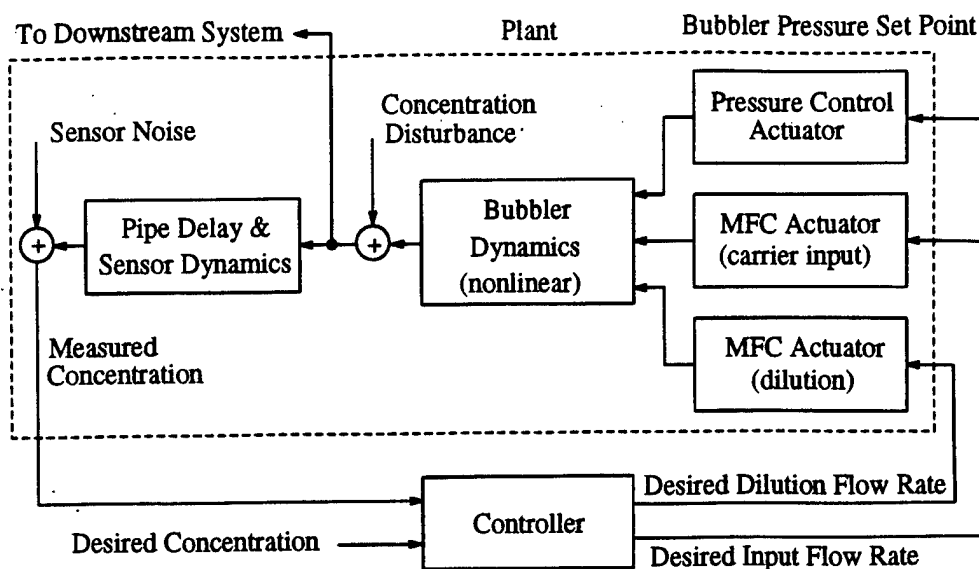 To Downstream System
Plant
Bubbler Pressure Set Point
Sensor Noise
Concentration
Disturbance
Pressure Control
Actuator
+
Pipe Delay &
Sensor Dynamics
+
Bubbler
Dynamics
(nonlinear)
MFC Actuator
(carrier input)
MFC Actuator
(dilution)
Measured
Concentration
Controller
Desired Dilution Flow Rate
Desired Concentration
Desired Input Flow Rate